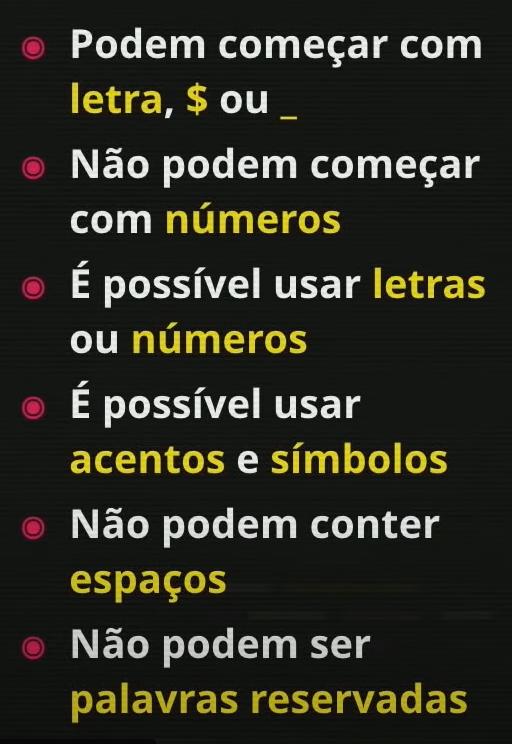 Podem começar com
letra, $ ou _
Não podem começar
com números
É possível usar letras
ou números
É possível usar
acentos e símbolos
Não podem conter
espaços
Não podem ser
palavras reservadas